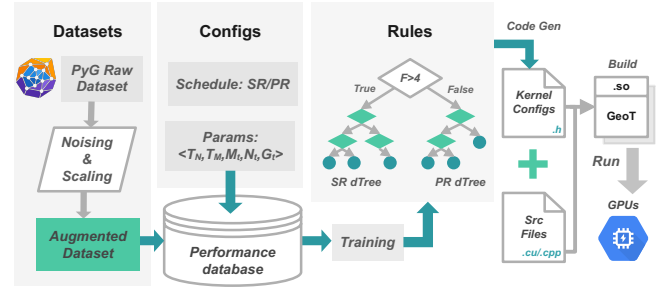 Datasets
PyG Raw
Dataset
Noising
&
Scaling
Augmented
Dataset
Configs
Schedule: SR/PR
Params:
<T_N,T_M,M_t,N_t,G_t>
Performance
database
Training
Rules
F>4
True
False
SR dTree
PR dTree
Code Gen
Kernel
Configs
.h
Src
Files
.cu/.cpp
Build
.so
GeoT
Run
GPUs